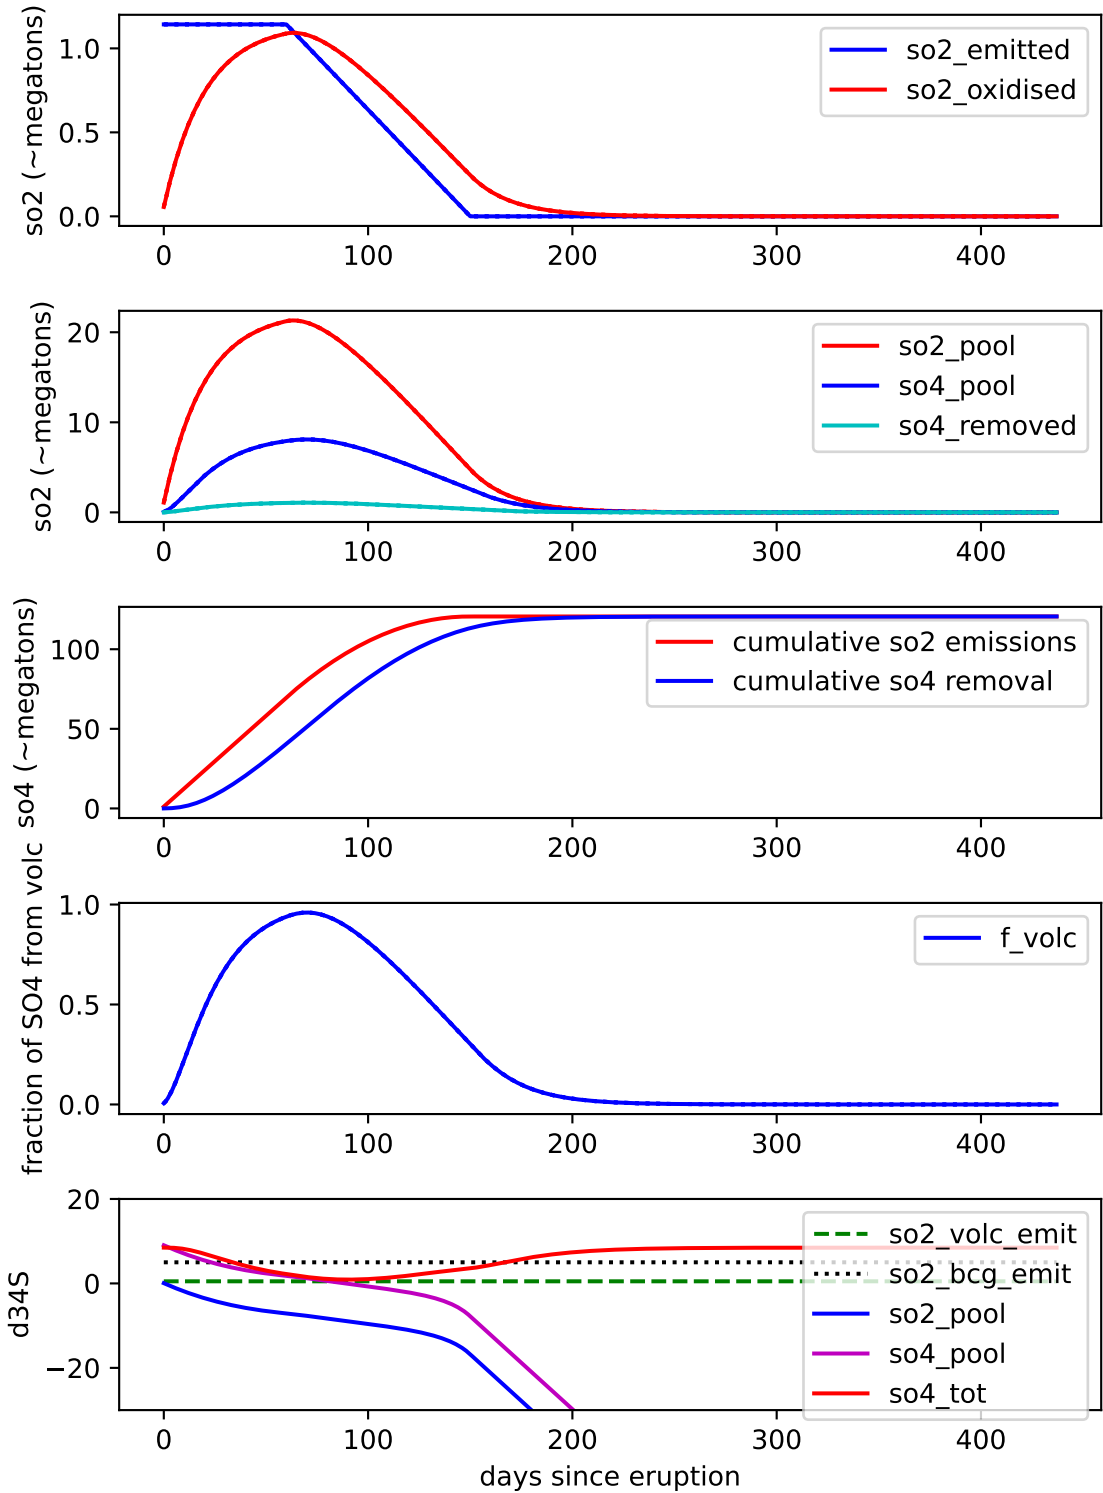 so2 (~megatons)
1.0
0.5
0.0
so2_emitted
so2_oxidised
0 100 200 300 400
so2 (~megatons)
20
10
0
so2_pool
so4_pool
so4_removed
0 100 200 300 400
so4 (~megatons)
100
50
0
cumulative so2 emissions
cumulative so4 removal
0 100 200 300 400
fraction of SO4 from volc
1.0
0.5
0.0
f_volc
0 100 200 300 400
d34S
20
0
−20
so2_volc_emit
so2_bcg_emit
so2_pool
so4_pool
so4_tot
0 100 200 300 400
days since eruption